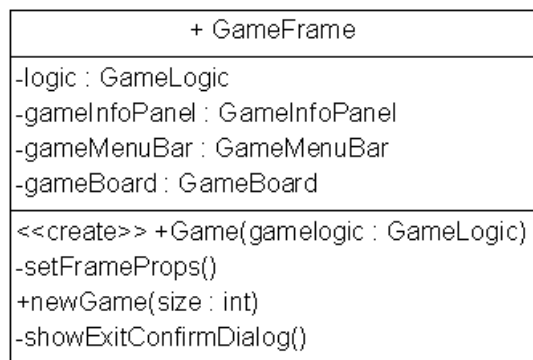 + GameFrame
-logic : GameLogic
-gameInfoPanel : GameInfoPanel
-gameMenuBar : GameMenuBar
-gameBoard : GameBoard
<<create>> +Game(gamelogic : GameLogic)
-setFrameProps()
+newGame(size : int)
-showExitConfirmDialog()